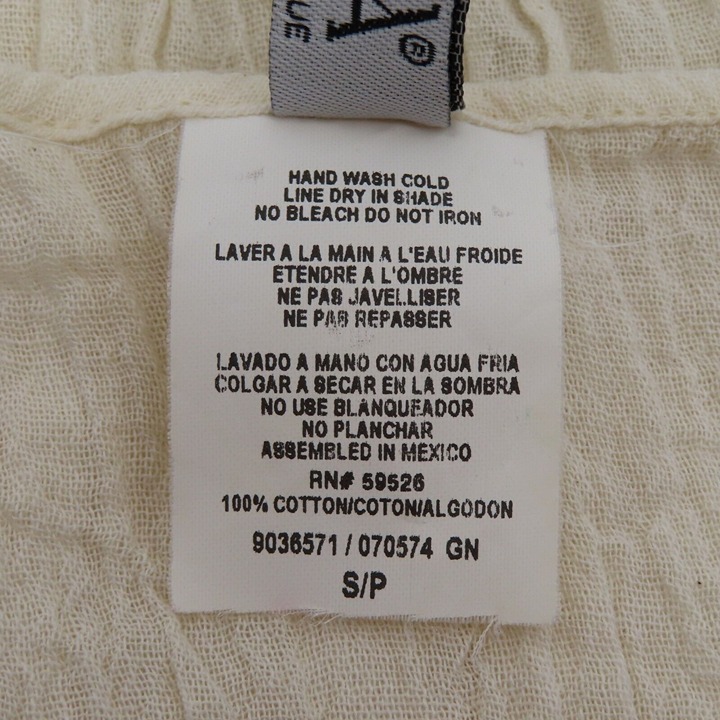 UE
A®
HAND WASH COLD
LINE DRY IN SHADE
NO BLEACH DO NOT IRON
LAVER A LA MAIN A L'EAU FROIDE
ETENDRE A L'OMBRE
NE PAS JAVELLISER
NE PAS REPASSER
LAVADO A MANO CON AGUA FRIA
COLGAR A SECAR EN LA SOMBRA
NO USE BLANQUEADOR
NO PLANCHAR
ASSEMBLED IN MEXICO
RN# 59526
100% COTTON/COTON/ALGODON
9036571 / 070574 GN
S/P